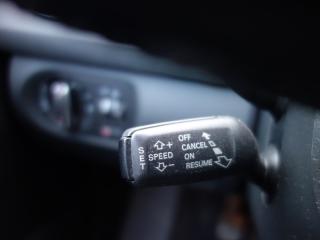 OFF
CANCEL
ON
RESUME
SET
SPEED
+
-